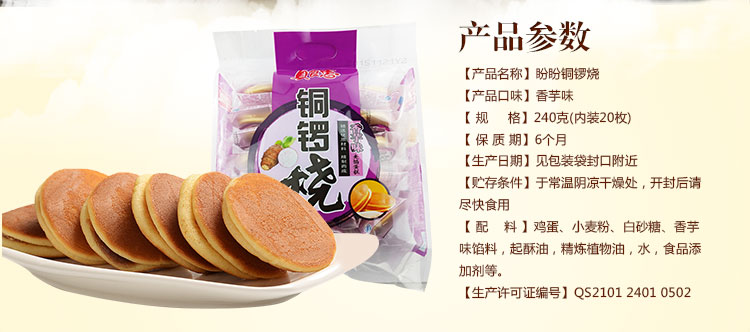 产品参数
【产品名称】盼盼铜锣烧
【产品口味】香芋味
【 规　 格】240克(内装20枚)
【 保 质 期】6个月
【生产日期】见包装袋封口附近
【贮存条件】于常温阴凉干燥处，开封后请
尽快食用
【 配　 料 】鸡蛋、小麦粉、白砂糖、香芋
味馅料，起酥油，精炼植物油，水，食品添
加剂等。
【生产许可证编号】QS2101 2401 0502
铜锣烧
香芋味